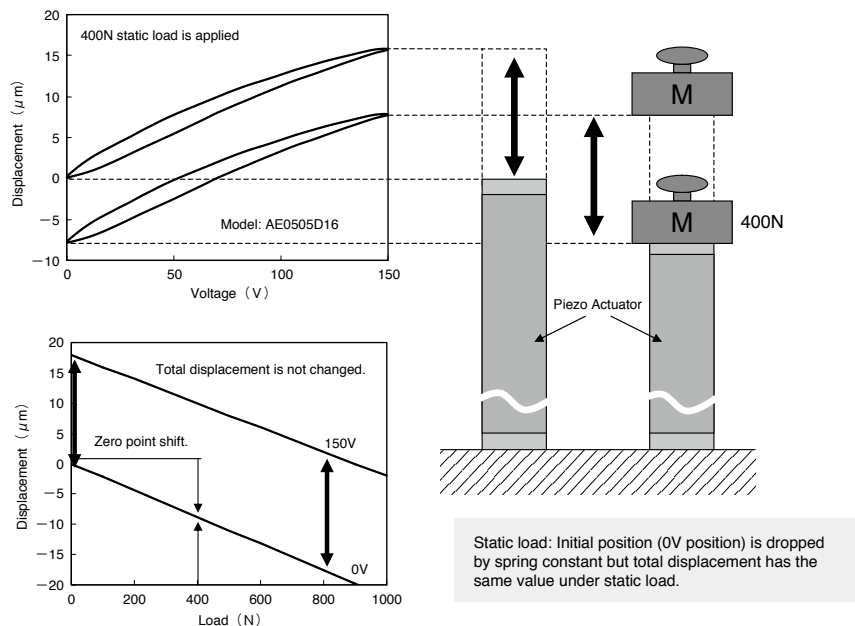 400N static load is applied
Displacement（μm）
20
15
10
5
0
−5
−10
Model: AE0505D16
0
50
100
150
Voltage（V）
M
M
400N
Piezo Actuator
Displacement（μm）
20
15
10
5
0
−5
−10
−15
−20
Total displacement is not changed.
Zero point shift.
150V
0V
0
200
400
600
800
1000
Load（N）
Static load: Initial position (0V position) is dropped
by spring constant but total displacement has the
same value under static load.